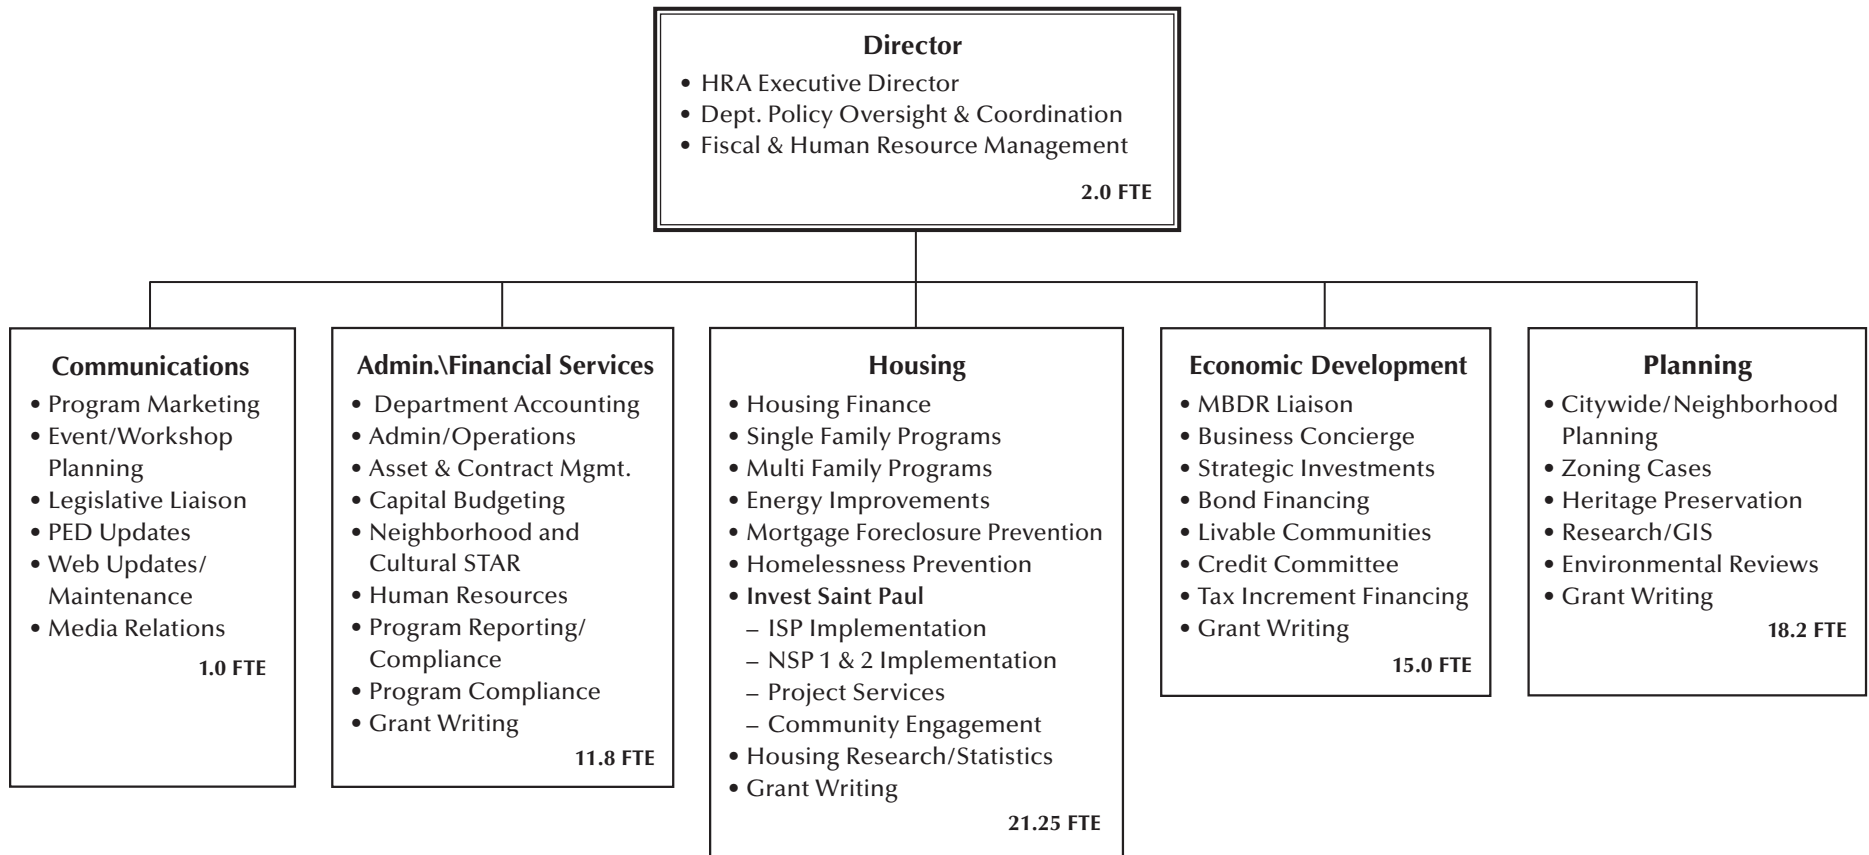 Director
• HRA Executive Director
• Dept. Policy Oversight & Coordination
• Fiscal & Human Resource Management
2.0 FTE
Communications
• Program Marketing
• Event/Workshop
Planning
• Legislative Liaison
• PED Updates
• Web Updates/
Maintenance
• Media Relations
1.0 FTE
Admin.\Financial Services
• Department Accounting
• Admin/Operations
• Asset & Contract Mgmt.
• Capital Budgeting
• Neighborhood and
Cultural STAR
• Human Resources
• Program Reporting/
Compliance
• Program Compliance
• Grant Writing
11.8 FTE
Housing
• Housing Finance
• Single Family Programs
• Multi Family Programs
• Energy Improvements
• Mortgage Foreclosure Prevention
• Homelessness Prevention
• Invest Saint Paul
– ISP Implementation
– NSP 1 & 2 Implementation
– Project Services
– Community Engagement
• Housing Research/Statistics
• Grant Writing
21.25 FTE
Economic Development
• MBDR Liaison
• Business Concierge
• Strategic Investments
• Bond Financing
• Livable Communities
• Credit Committee
• Tax Increment Financing
• Grant Writing
15.0 FTE
Planning
• Citywide/Neighborhood
Planning
• Zoning Cases
• Heritage Preservation
• Research/GIS
• Environmental Reviews
• Grant Writing
18.2 FTE